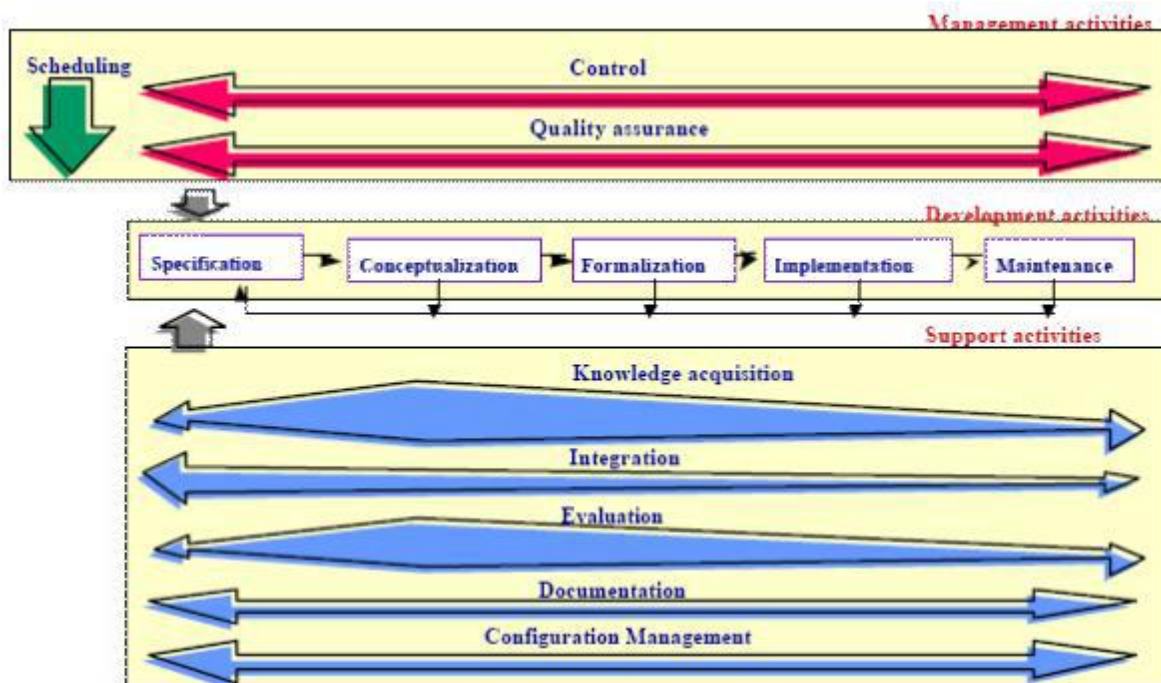 Management activities
Scheduling
Control
Quality assurance
Development activities
Specification
Conceptualization
Formalization
Implementation
Maintenance
Support activities
Knowledge acquisition
Integration
Evaluation
Documentation
Configuration Management